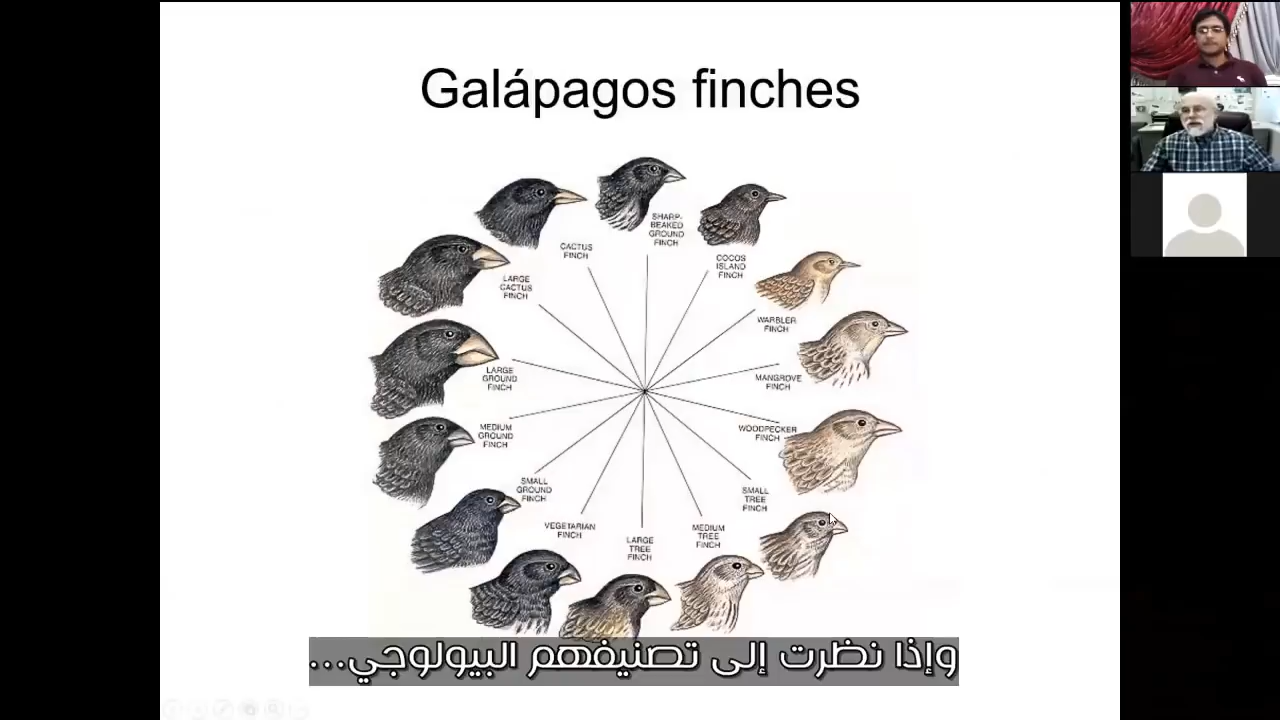 Galápagos finches
SHARP-
BEAKED
GROUND
FINCH
CACTUS
FINCH
COCOS
ISLAND
FINCH
LARGE
CACTUS
FINCH
WARBLER
FINCH
LARGE
GROUND
FINCH
MANGROVE
FINCH
MEDIUM
GROUND
FINCH
WOODPECKER
FINCH
SMALL
GROUND
FINCH
SMALL
TREE
FINCH
VEGETARIAN
FINCH
LARGE
TREE
FINCH
MEDIUM
TREE
FINCH
وإذا نظرت إلى تصنيفهم البيولوجي...